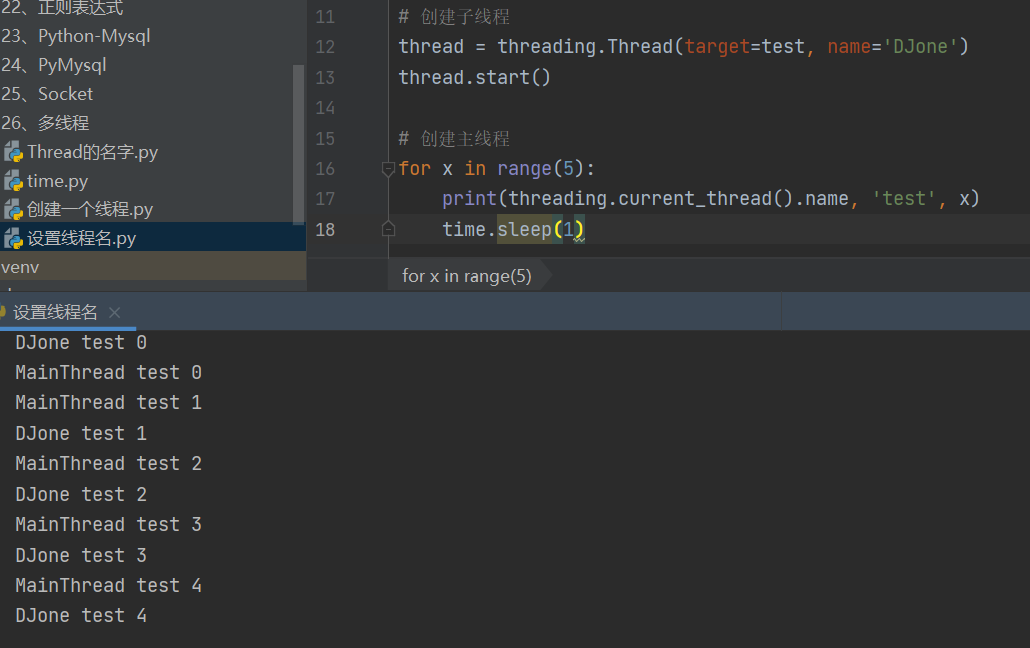 22、正则表达式
23、Python-Mysql
24、PyMysql
25、Socket
26、多线程
Thread的名字.py
time.py
创建一个线程.py
设置线程名.py
venv
11 # 创建子线程
12 thread = threading.Thread(target=test, name='DJone')
13 thread.start()
14
15 # 创建主线程
16 for x in range(5):
17 print(threading.current_thread().name, 'test', x)
18 time.sleep(1)
for x in range(5)
设置线程名
DJone test 0
MainThread test 0
MainThread test 1
DJone test 1
MainThread test 2
DJone test 2
MainThread test 3
DJone test 3
MainThread test 4
DJone test 4